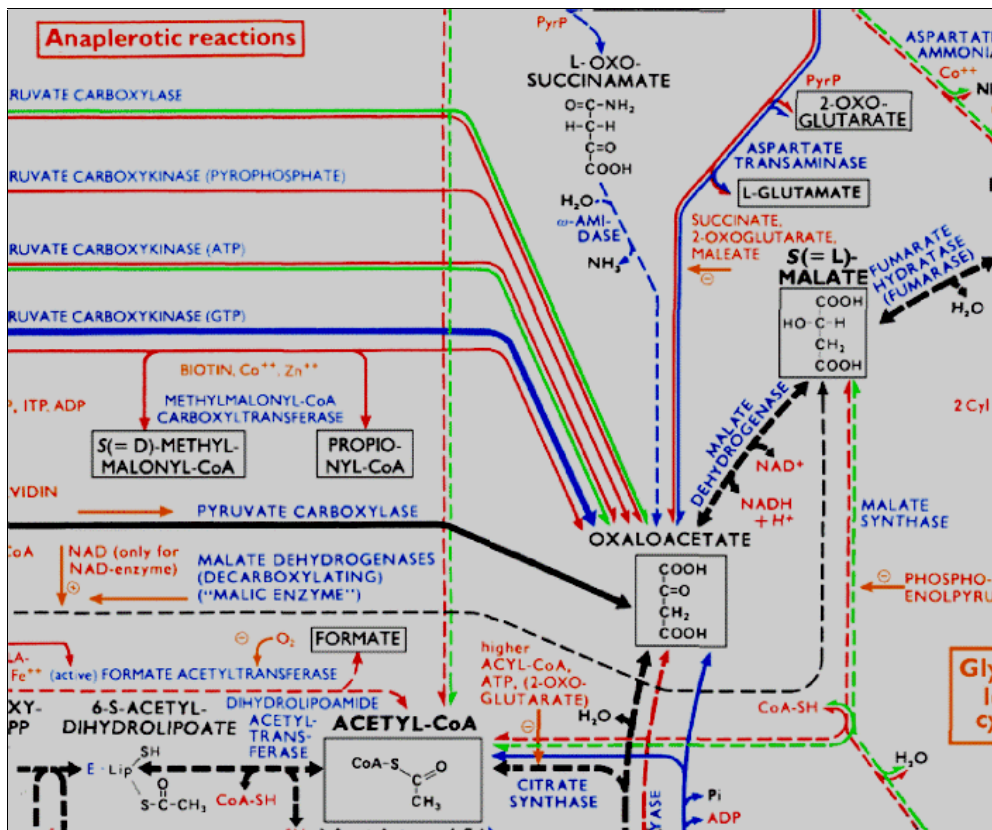 Anaplerotic reactions
PyrP
L-OXO-
SUCCINAMATE
O=C-NH₂
H-C-H
C=O
COOH
H₂O
ω-AMI-
DASE
NH₃
ASPARTATE
AMMONIA
Co⁺⁺
PyrP
2-OXO-
GLUTARATE
ASPARTATE
TRANSAMINASE
L-GLUTAMATE
SUCCINATE,
2-OXOGLUTARATE,
MALEATE
⊖
RUVATE CARBOXYLASE
RUVATE CARBOXYKINASE (PYROPHOSPHATE)
RUVATE CARBOXYKINASE (ATP)
RUVATE CARBOXYKINASE (GTP)
S(= L)-
MALATE
COOH
HO-C-H
CH₂
COOH
FUMARATE
HYDRATASE
(FUMARASE)
H₂O
BIOTIN, Co⁺⁺, Zn⁺⁺
METHYLMALONYL-CoA
CARBOXYLTRANSFERASE
P, ITP, ADP
S(= D)-METHYL-
MALONYL-CoA
PROPIO-
NYL-CoA
2 Cyl
MALATE
DEHYDROGENASE
NAD⁺
NADH
+ H⁺
VIDIN
PYRUVATE CARBOXYLASE
MALATE
SYNTHASE
OXALOACETATE
COOH
C=O
CH₂
COOH
CoA
NAD (only for
NAD-enzyme)
⊕
MALATE DEHYDROGENASES
(DECARBOXYLATING)
("MALIC ENZYME")
⊖
PHOSPHO-
ENOLPYRU
⊖ O₂
FORMATE
LA-
Fe⁺⁺ (active) FORMATE ACETYLTRANSFERASE
higher
ACYL-CoA,
ATP, (2-OXO-
GLUTARATE)
⊖
Gly
cy
OXY-
PP
6-S-ACETYL-
DIHYDROLIPOATE
DIHYDROLIPOAMIDE
ACETYL-
TRANS-
FERASE
ACETYL-CoA
H₂O
CoA-SH
H₂O
SH
E-Lip
S-C-CH₃
O
CoA-SH
CoA-S
O
C
CH₃
CITRATE
SYNTHASE
YASE
Pi
ADP